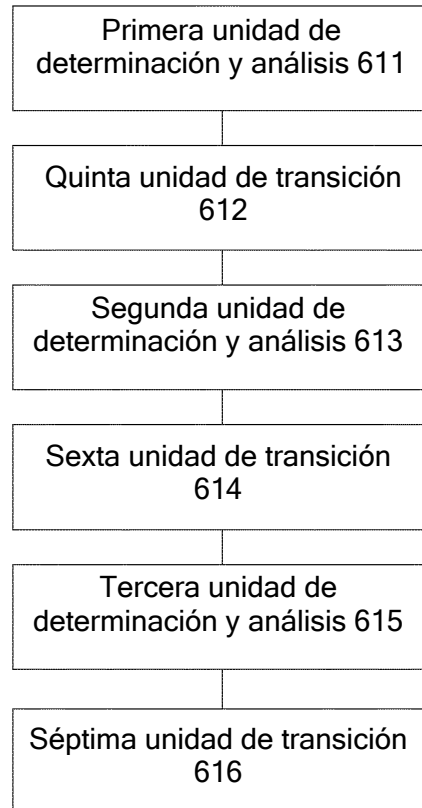 Primera unidad de
determinación y análisis 611
Quinta unidad de transición
612
Segunda unidad de
determinación y análisis 613
Sexta unidad de transición
614
Tercera unidad de
determinación y análisis 615
Séptima unidad de transición
616